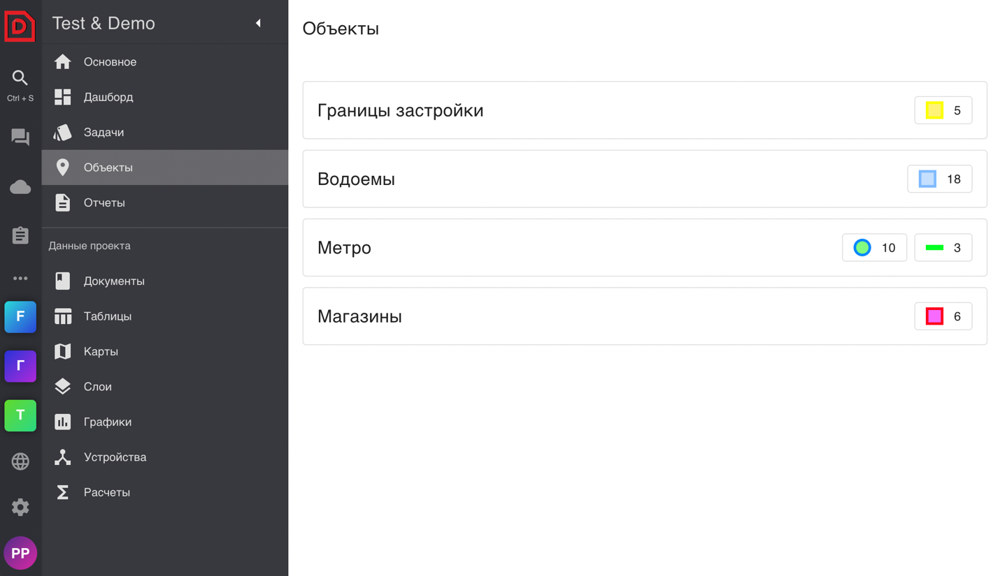 D
Test & Demo
Ctrl + S
Основное
Дашборд
Задачи
Объекты
Отчеты
Данные проекта
Документы
Таблицы
Карты
Слои
Графики
Устройства
Расчеты
F
Г
T
PP
Объекты
Границы застройки
5
Водоемы
18
Метро
10
3
Магазины
6